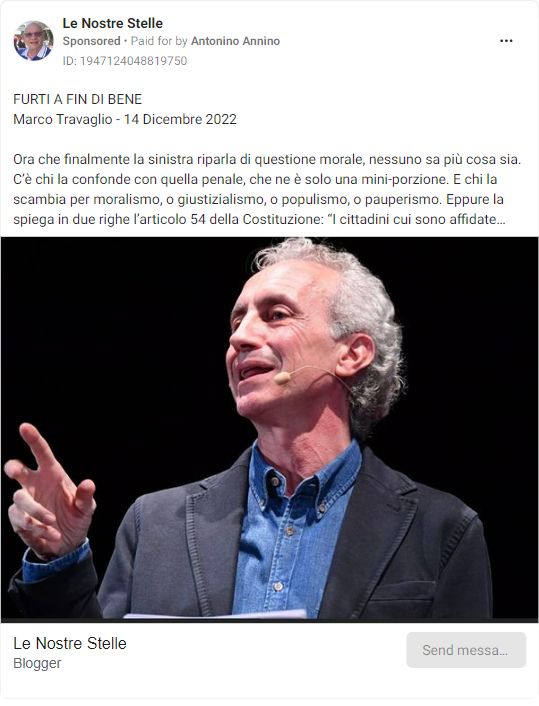 Le Nostre Stelle
Sponsored • Paid for by Antonino Annino
ID: 1947124048819750
FURTI A FIN DI BENE
Marco Travaglio - 14 Dicembre 2022
Ora che finalmente la sinistra riparla di questione morale, nessuno sa più cosa sia.
C’è chi la confonde con quella penale, che ne è solo una mini-porzione. E chi la
scambia per moralismo, o giustizialismo, o populismo, o pauperismo. Eppure la
spiega in due righe l’articolo 54 della Costituzione: “I cittadini cui sono affidate...
Le Nostre Stelle
Blogger
Send messa...